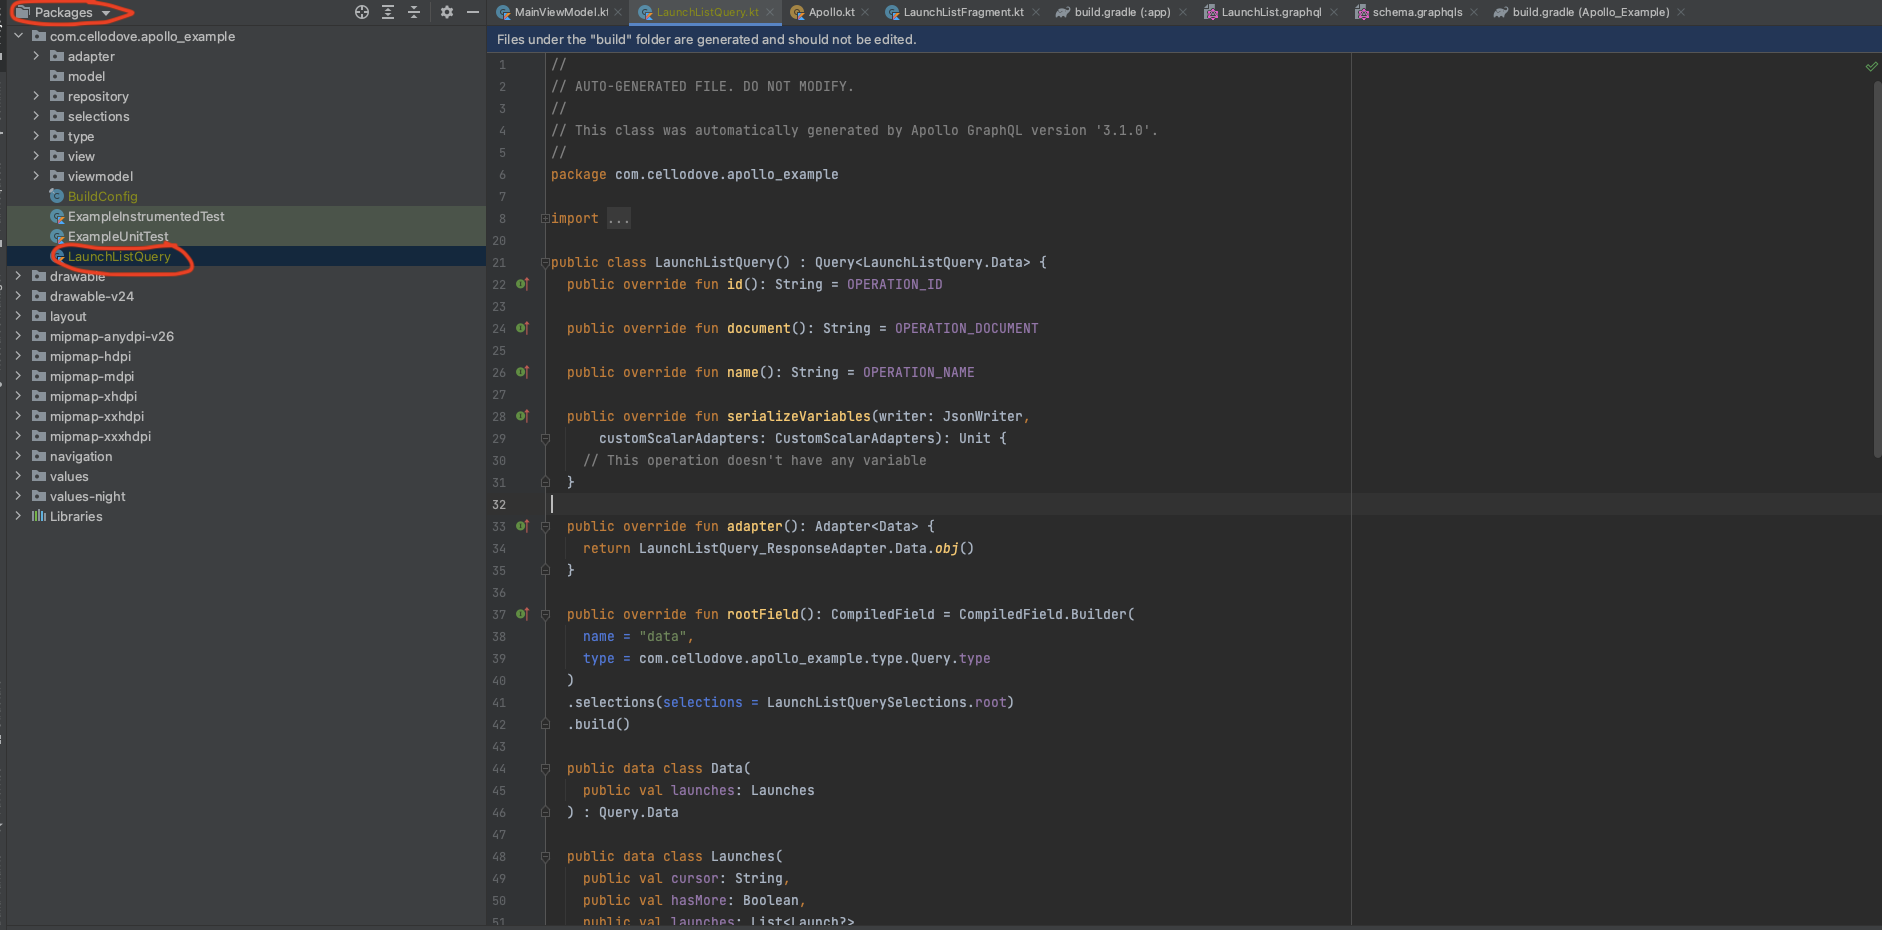 Packages
MainViewModel.kt
LaunchListQuery.kt
Apollo.kt
LaunchListFragment.kt
build.gradle (:app)
LaunchList.graphql
schema.graphqls
build.gradle (Apollo_Example)
com.cellodove.apollo_example
adapter
model
repository
selections
type
view
viewmodel
BuildConfig
ExampleInstrumentedTest
ExampleUnitTest
LaunchListQuery
drawable
drawable-v24
layout
mipmap-anydpi-v26
mipmap-hdpi
mipmap-mdpi
mipmap-xhdpi
mipmap-xxhdpi
mipmap-xxxhdpi
navigation
values
values-night
Libraries
Files under the "build" folder are generated and should not be edited.
1 //
2 // AUTO-GENERATED FILE. DO NOT MODIFY.
3 //
4 // This class was automatically generated by Apollo GraphQL version '3.1.0'.
5 //
6 package com.cellodove.apollo_example
7
8 import ...
20
21 public class LaunchListQuery() : Query<LaunchListQuery.Data> {
22 public override fun id(): String = OPERATION_ID
23
24 public override fun document(): String = OPERATION_DOCUMENT
25
26 public override fun name(): String = OPERATION_NAME
27
28 public override fun serializeVariables(writer: JsonWriter,
29 customScalarAdapters: CustomScalarAdapters): Unit {
30 // This operation doesn't have any variable
31 }
32
33 public override fun adapter(): Adapter<Data> {
34 return LaunchListQuery_ResponseAdapter.Data.obj()
35 }
36
37 public override fun rootField(): CompiledField = CompiledField.Builder(
38 name = "data",
39 type = com.cellodove.apollo_example.type.Query.type
40 )
41 .selections(selections = LaunchListQuerySelections.root)
42 .build()
43
44 public data class Data(
45 public val launches: Launches
46 ) : Query.Data
47
48 public data class Launches(
49 public val cursor: String,
50 public val hasMore: Boolean,
51 public val launches: List<Launch?>